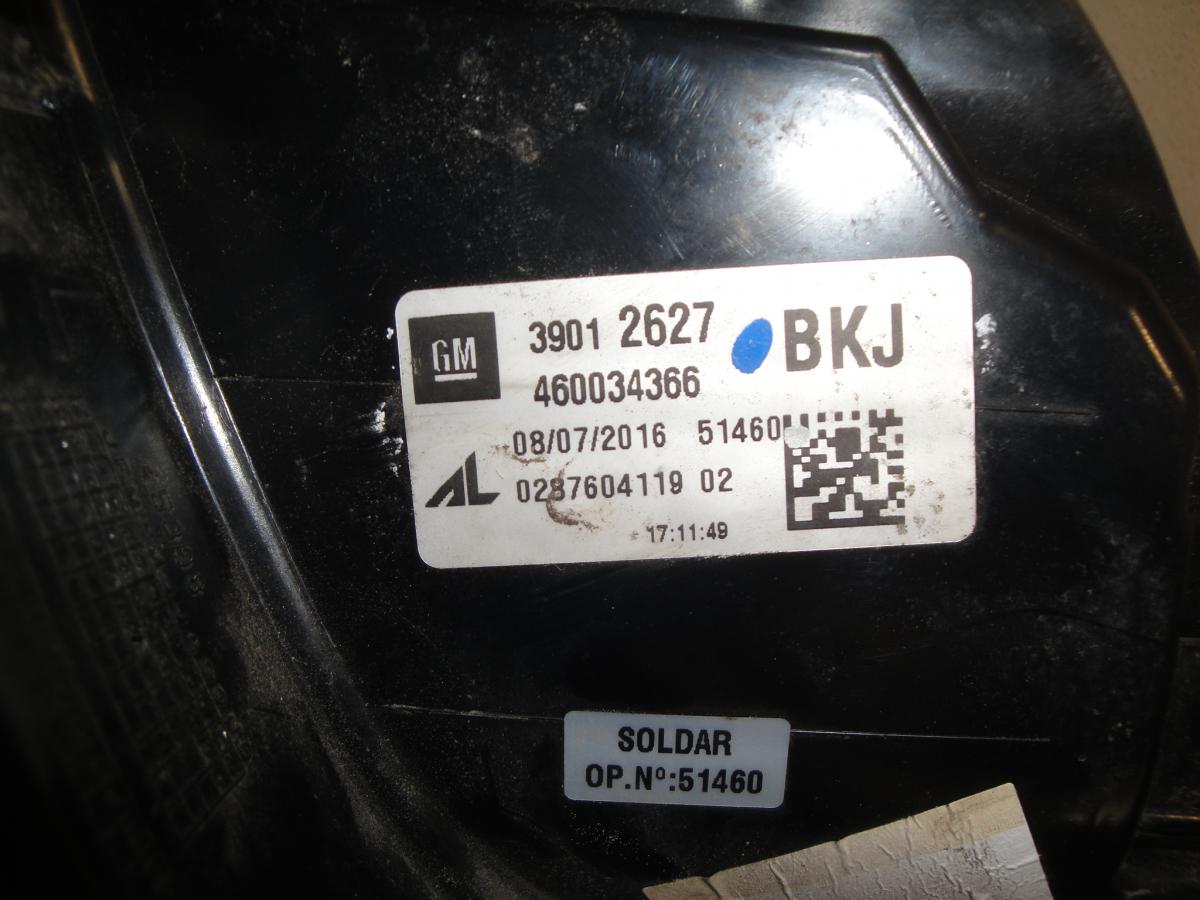 GM
3901 2627 BKJ
460034366
08/07/2016 51460
AL 0287604119 02
17:11:49
SOLDAR
OP.Nº:51460